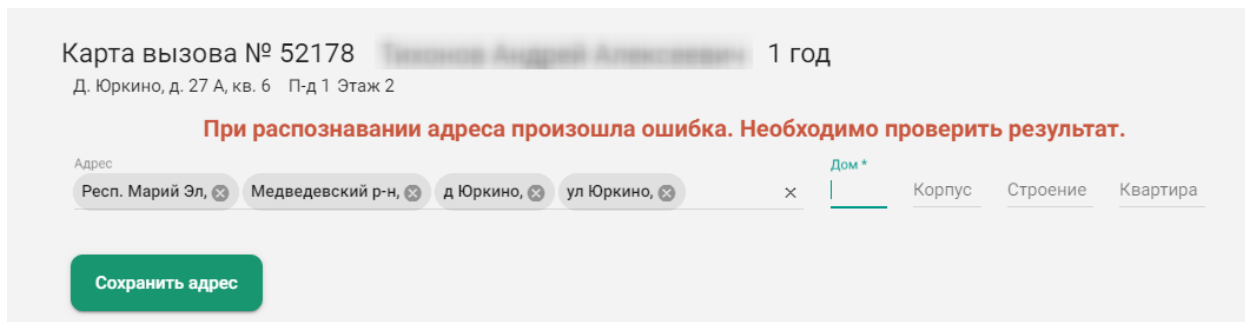 Карта вызова № 52178 1 год
Д. Юркино, д. 27 А, кв. 6 П-д 1 Этаж 2
При распознавании адреса произошла ошибка. Необходимо проверить результат.
Адрес Дом *
Респ. Марий Эл, Медведевский р-н, д Юркино, ул Юркино, Корпус Строение Квартира
Сохранить адрес